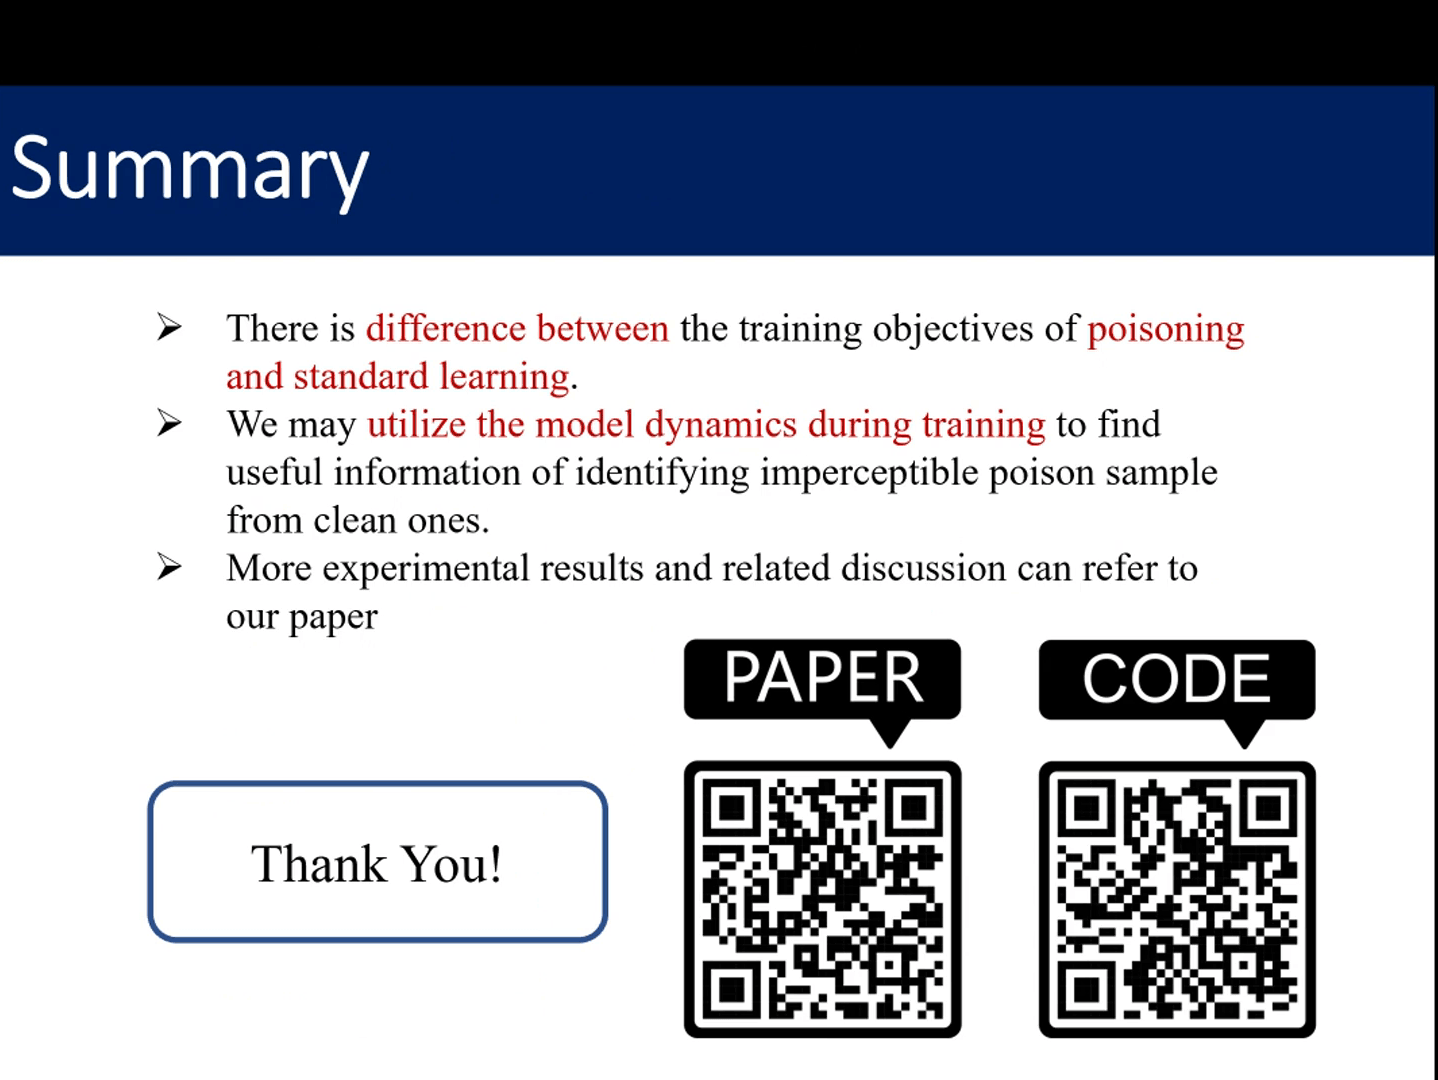 Summary
There is difference between the training objectives of poisoning
and standard learning.
We may utilize the model dynamics during training to find
useful information of identifying imperceptible poison sample
from clean ones.
More experimental results and related discussion can refer to
our paper
PAPER
CODE
Thank You!